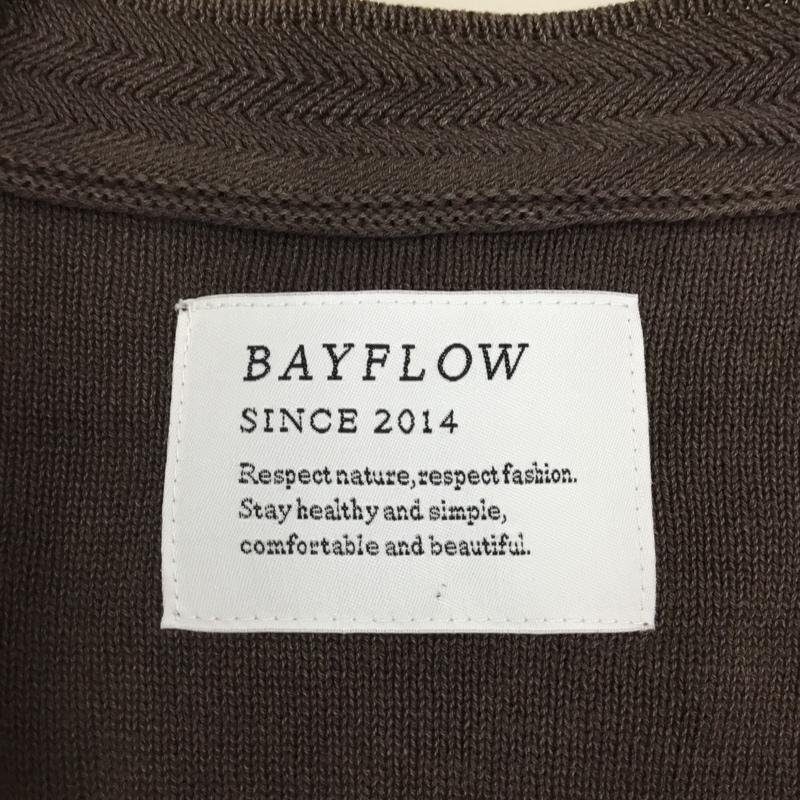 BAYFLOW
SINCE 2014
Respect nature, respect fashion.
Stay healthy and simple,
comfortable and beautiful.